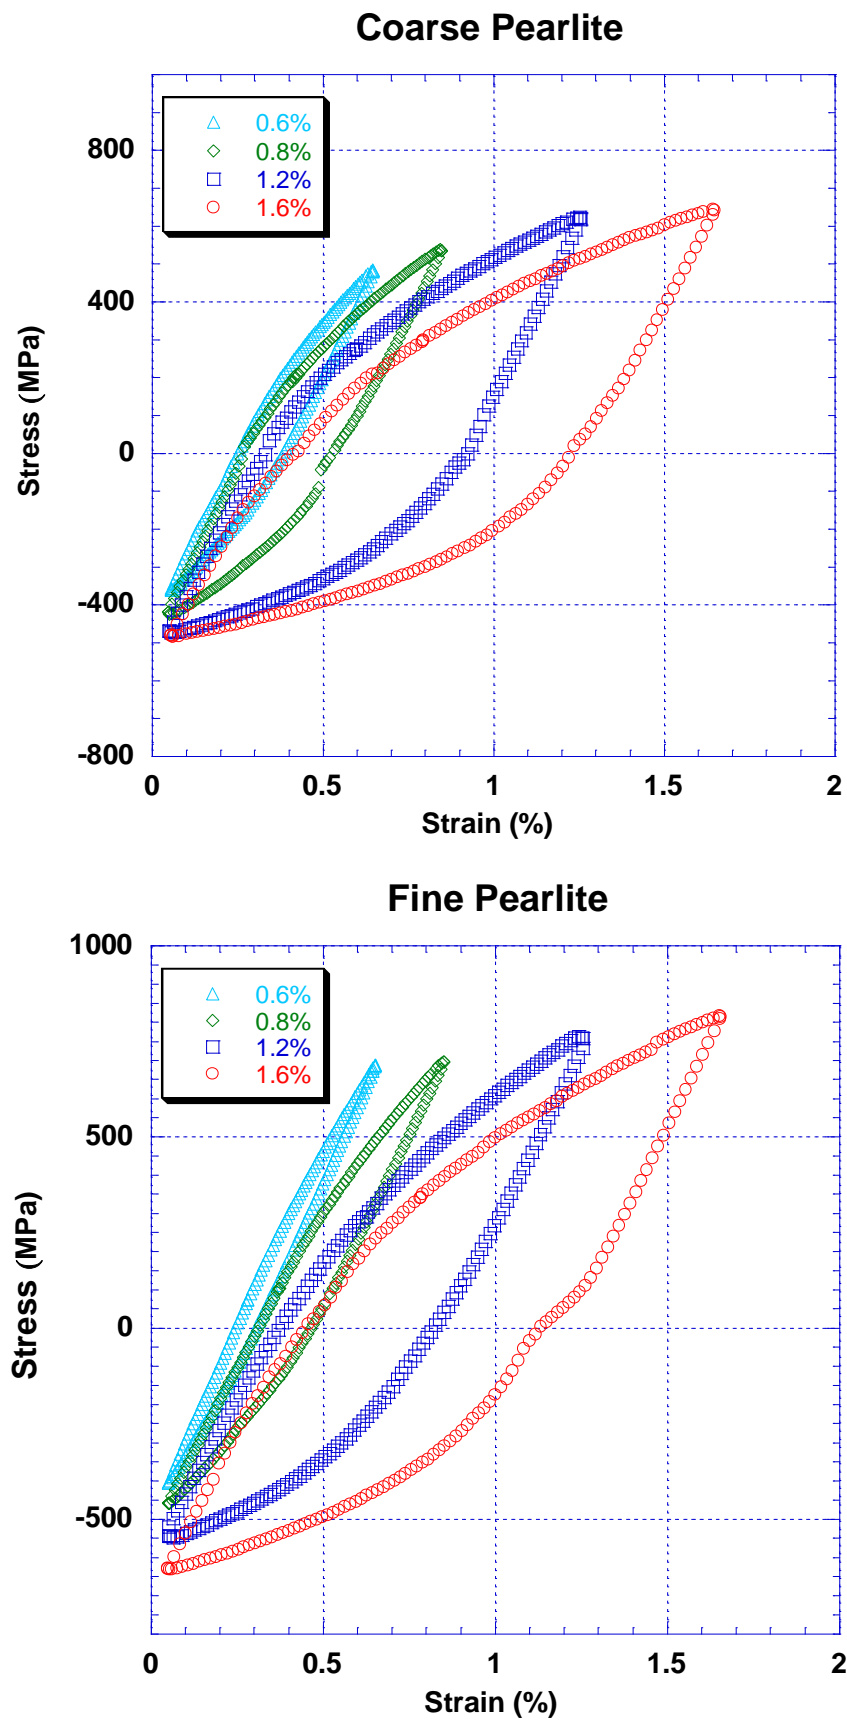 Coarse Pearlite
0.6%
0.8%
1.2%
1.6%
800
400
0
-400
-800
Stress (MPa)
0 0.5 1 1.5 2
Strain (%)
Fine Pearlite
1000
0.6%
0.8%
1.2%
1.6%
500
0
-500
Stress (MPa)
0 0.5 1 1.5 2
Strain (%)